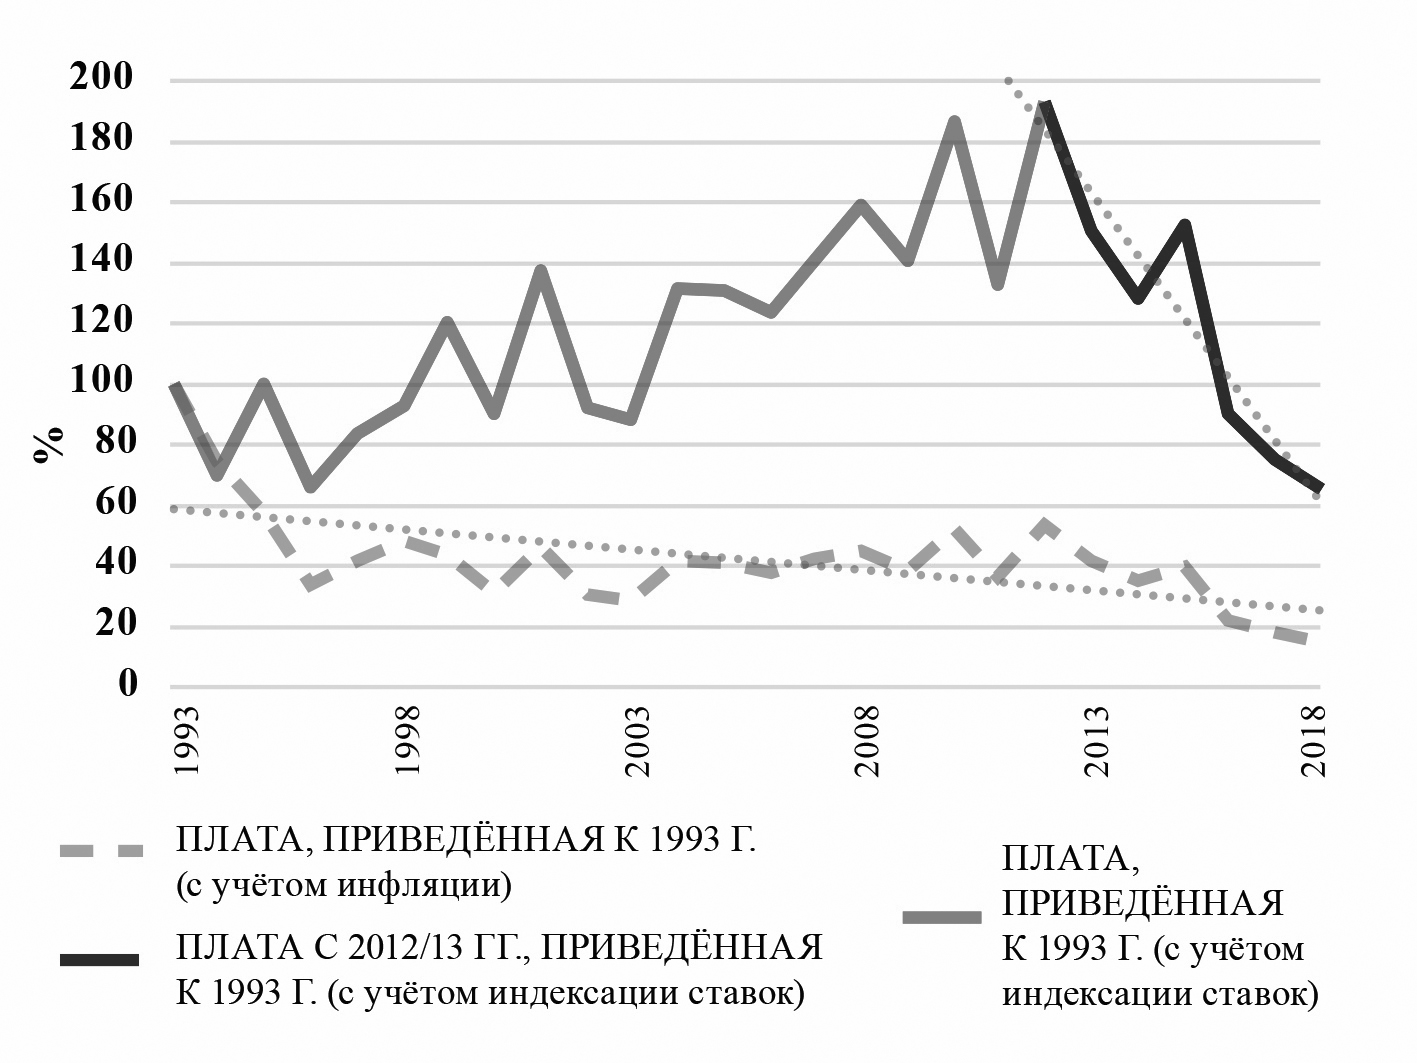 200
180
160
140
120
100
80
60
40
20
0
%
1993
1998
2003
2008
2013
2018
ПЛАТА, ПРИВЕДЁННАЯ К 1993 Г.
(с учётом инфляции)
ПЛАТА С 2012/13 ГГ., ПРИВЕДЁННАЯ
К 1993 Г. (с учётом индексации ставок)
ПЛАТА,
ПРИВЕДЁННАЯ
К 1993 Г. (с учётом
индексации ставок)